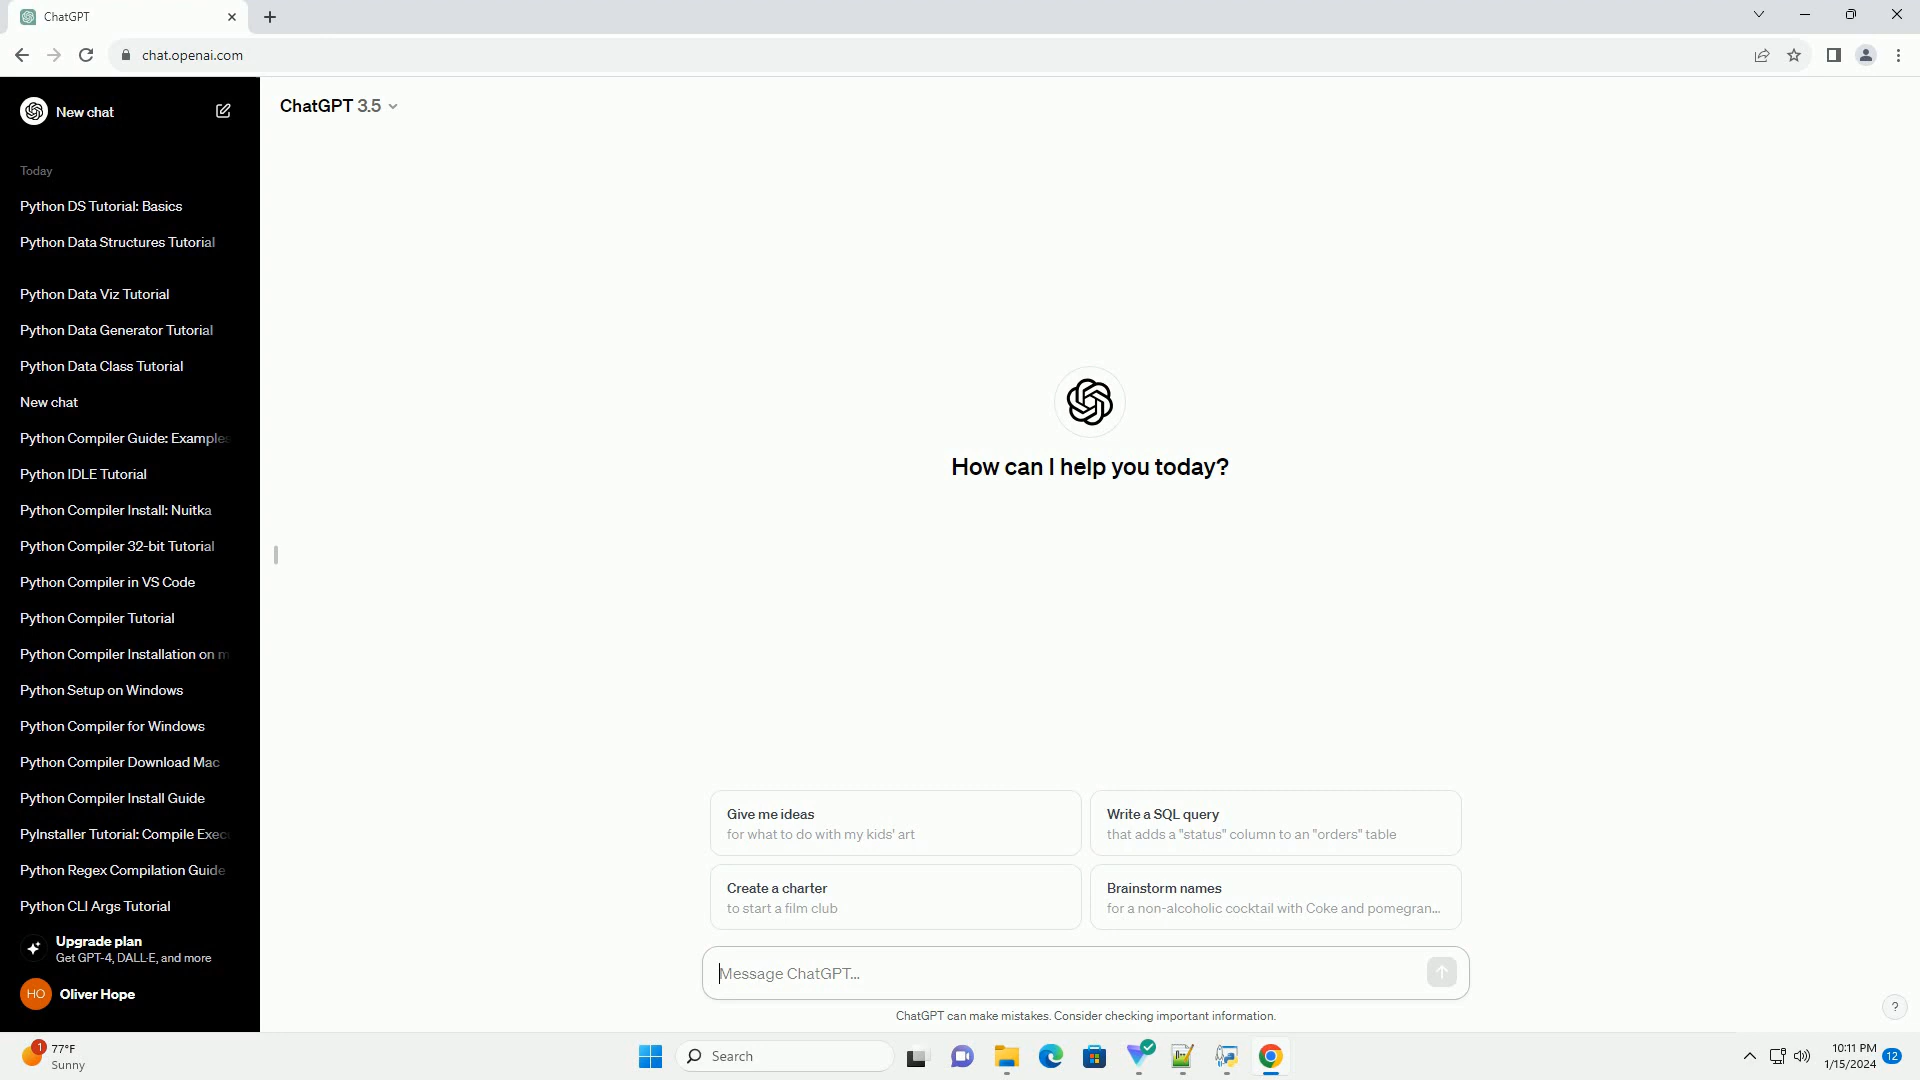 ChatGPT
chat.openai.com
New chat
ChatGPT 3.5
Today
Python DS Tutorial: Basics
Python Data Structures Tutorial
Python Data Viz Tutorial
Python Data Generator Tutorial
Python Data Class Tutorial
New chat
Python Compiler Guide: Examples
Python IDLE Tutorial
Python Compiler Install: Nuitka
Python Compiler 32-bit Tutorial
Python Compiler in VS Code
Python Compiler Tutorial
Python Compiler Installation on m
Python Setup on Windows
Python Compiler for Windows
Python Compiler Download Mac
Python Compiler Install Guide
PyInstaller Tutorial: Compile Exec
Python Regex Compilation Guide
Python CLI Args Tutorial
Upgrade plan
Get GPT-4, DALL·E, and more
HO
Oliver Hope
How can I help you today?
Give me ideas
for what to do with my kids' art
Write a SQL query
that adds a "status" column to an "orders" table
Create a charter
to start a film club
Brainstorm names
for a non-alcoholic cocktail with Coke and pomegran...
Message ChatGPT...
ChatGPT can make mistakes. Consider checking important information.
?
1
77°F
Sunny
Search
10:11 PM
1/15/2024
12